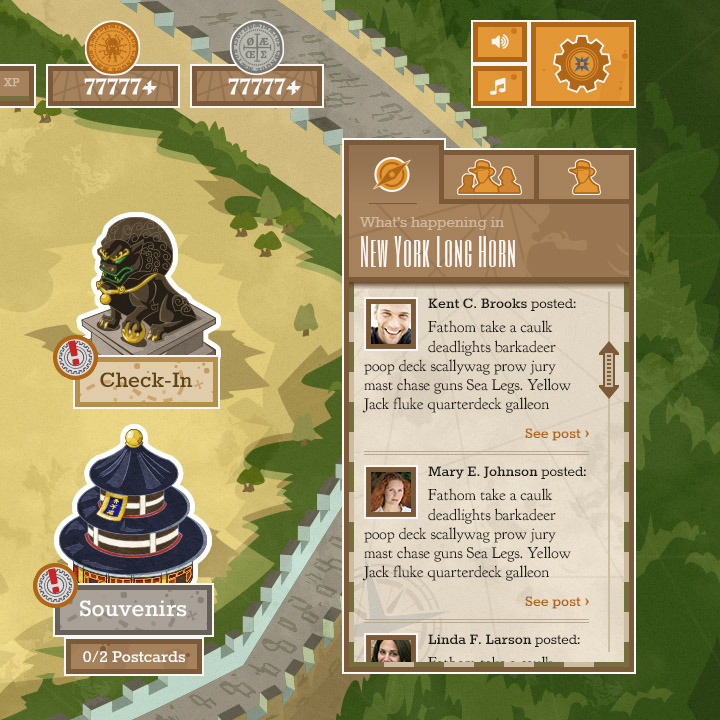 XP
77777+
77777+
What's happening in
New York Long Horn
Kent C. Brooks posted:
Fathom take a caulk
deadlights barkadeer
poop deck scallywag prow jury
mast chase guns Sea Legs. Yellow
Jack fluke quarterdeck galleon
See post ›
Mary E. Johnson posted:
Fathom take a caulk
deadlights barkadeer
poop deck scallywag prow jury
mast chase guns Sea Legs. Yellow
Jack fluke quarterdeck galleon
See post ›
Linda F. Larson posted:
Fathom take a caulk
Check-In
Souvenirs
0/2 Postcards